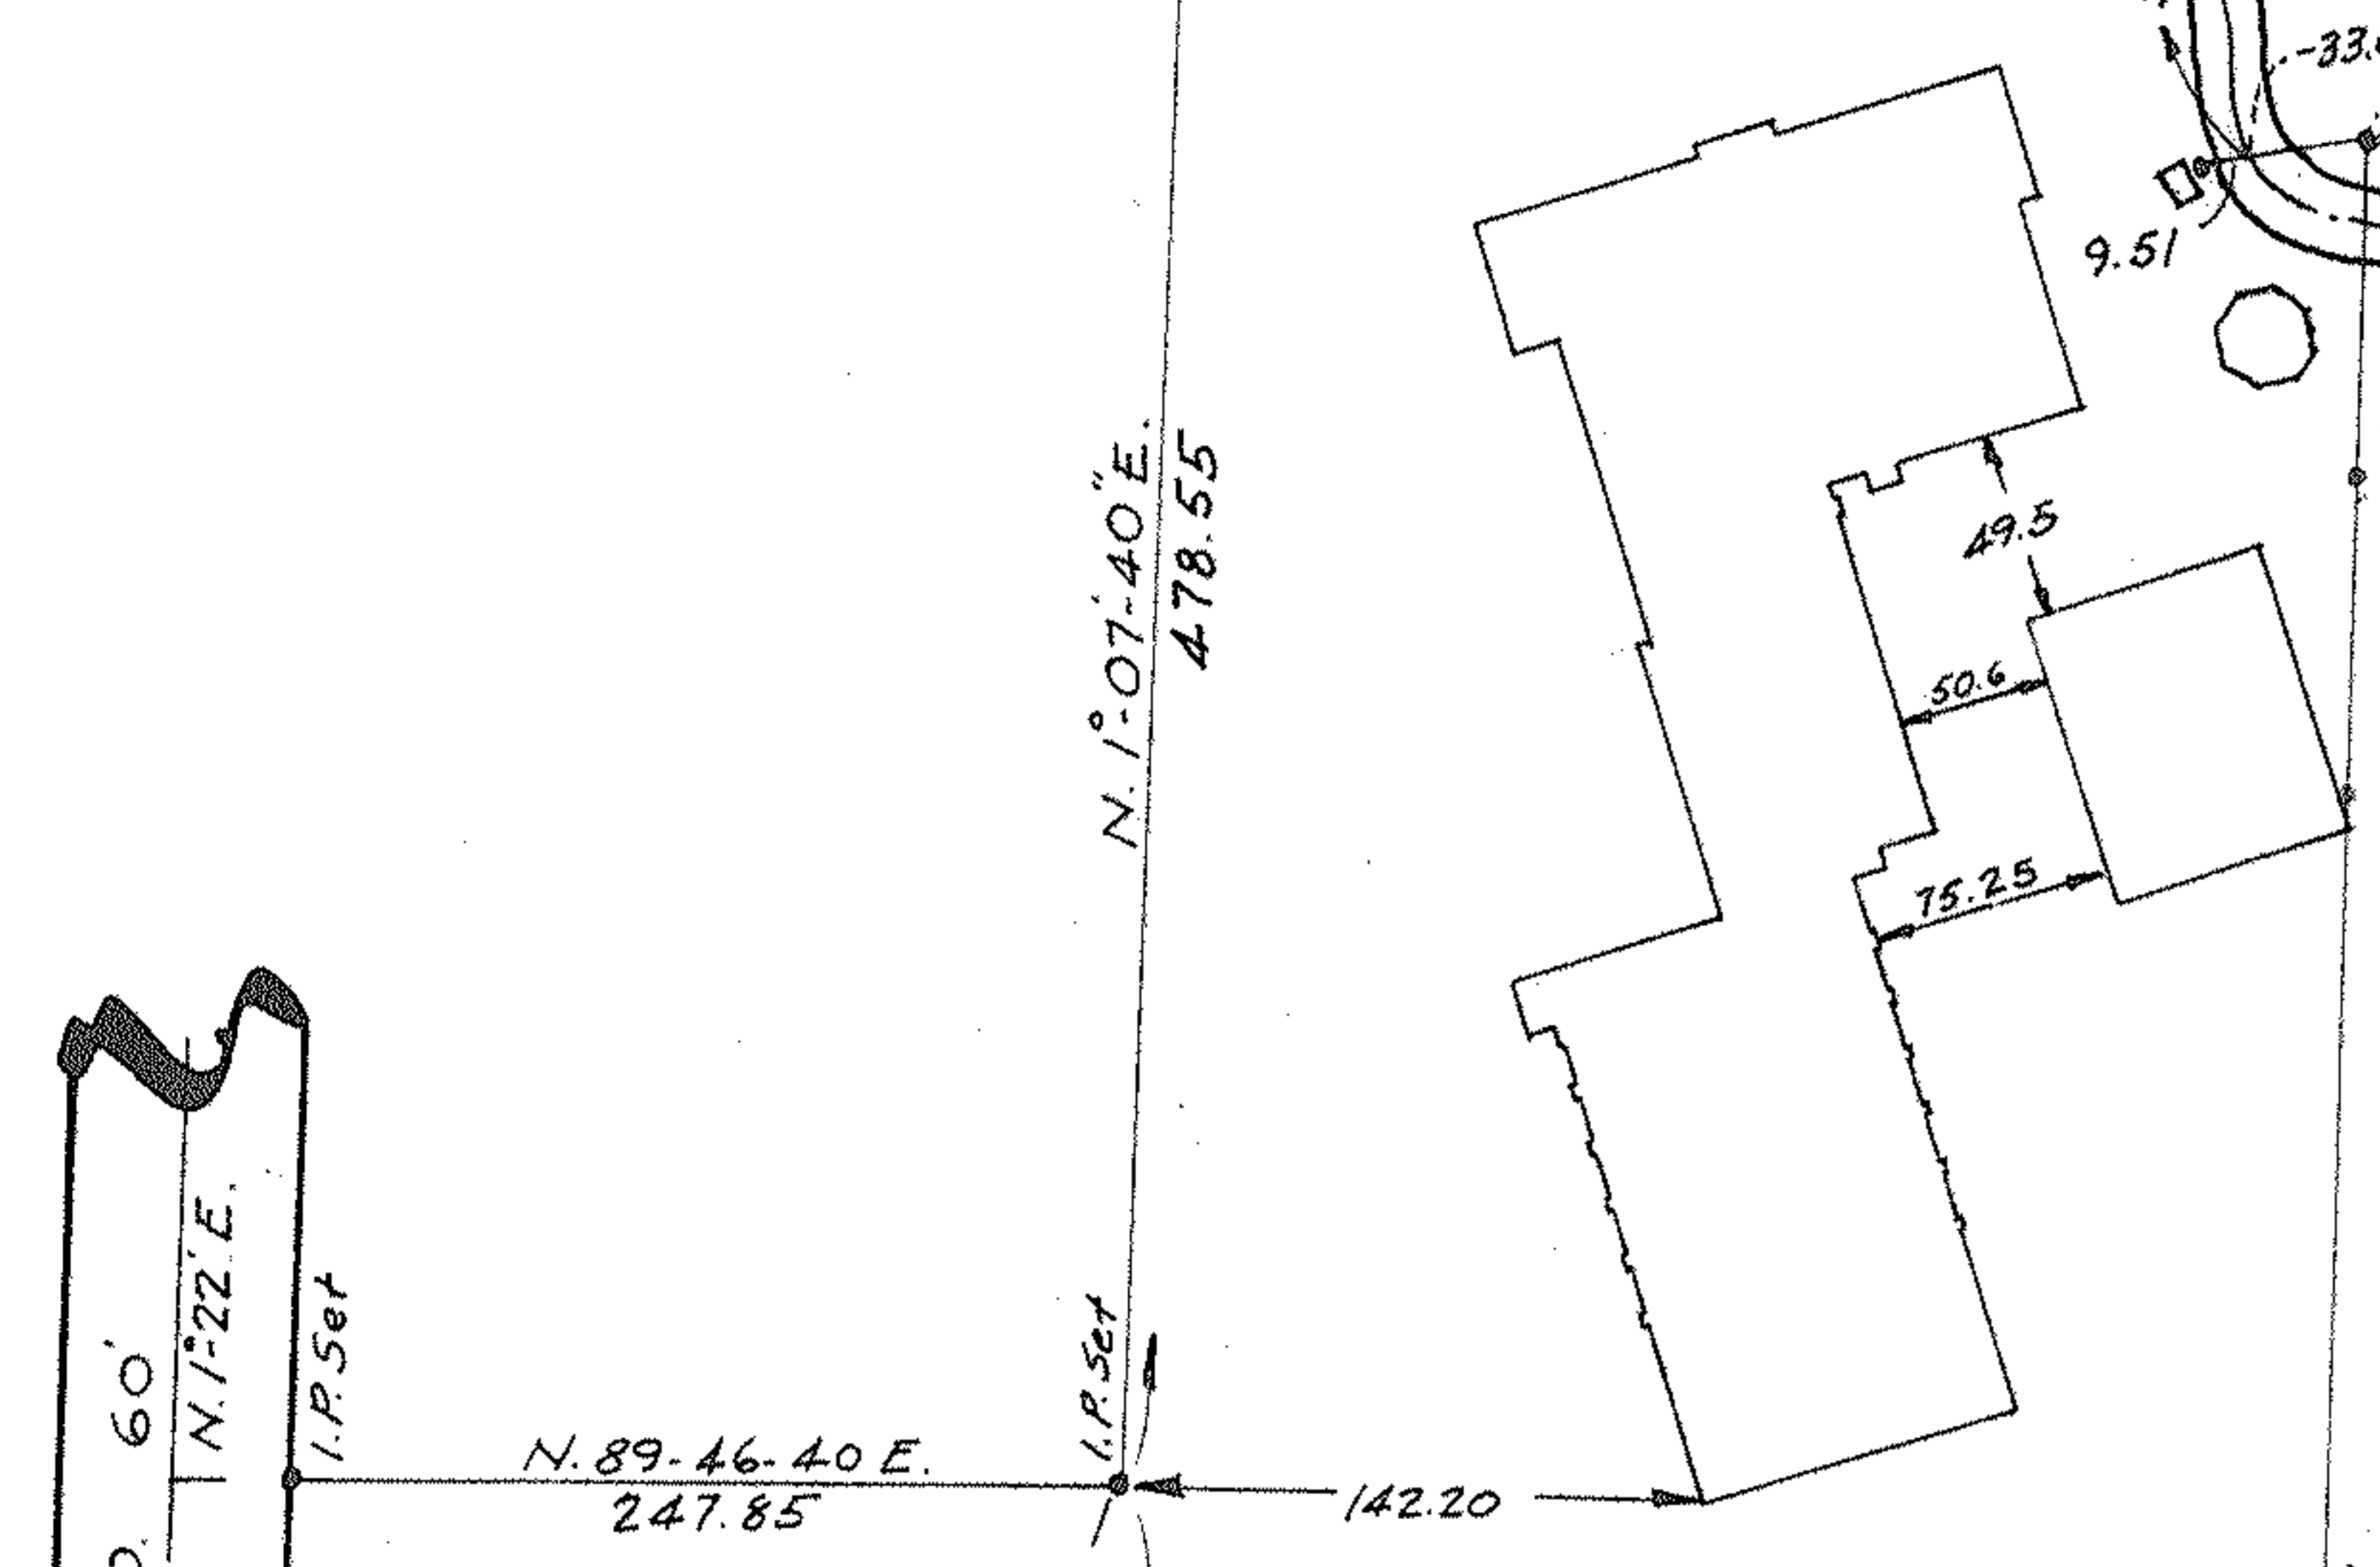 9.51
N. 1°-07'-40" E.
478.55
49.5
50.6
75.25
60'
N. 1°-22' E.
I.P. Set
I.P. Set
N. 89-46-40 E.
247.85
142.20